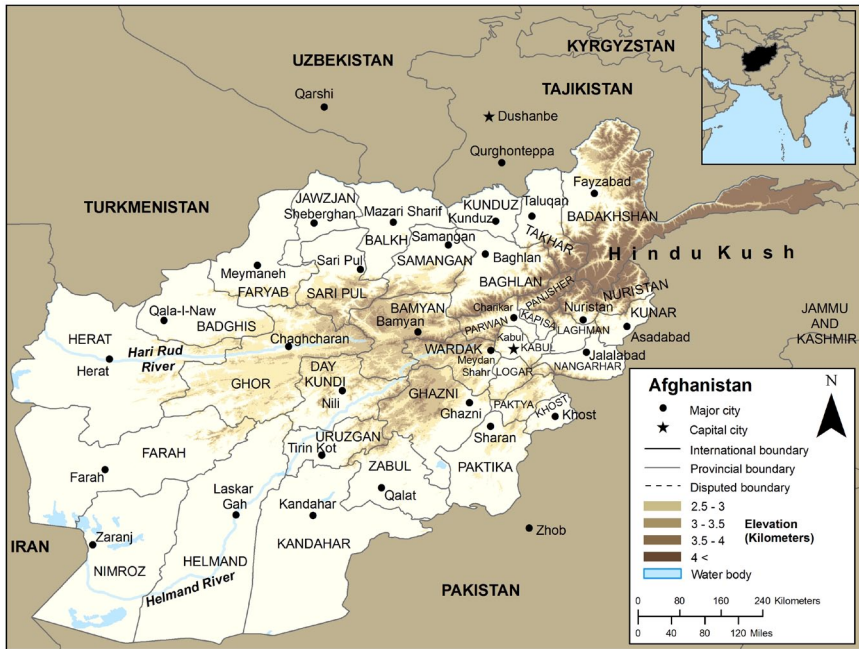 KYRGYZSTAN
UZBEKISTAN
TAJIKISTAN
Qarshi
Dushanbe
Qurghonteppa
TURKMENISTAN
Fayzabad
JAWZJAN
Sheberghan
Mazari Sharif
KUNDUZ
Kunduz
Taluqan
BADAKHSHAN
TAKHAR
BALKH
Samangan
Hindu Kush
Meymaneh
Sari Pul
SAMANGAN
Baghlan
FARYAB
SARI PUL
BAGHLAN
PANJSHER
NURISTAN
Qala-I-Naw
BADGHIS
BAMYAN
Bamyan
Charikar
PARWAN
KAPISA
Nuristan
LAGHMAN
KUNAR
Asadabad
JAMMU
AND
KASHMIR
HERAT
Herat
Hari Rud
River
Chaghcharan
WARDAK
Meydan
Shahr
Kabul
KABUL
LOGAR
Jalalabad
NANGARHAR
GHOR
DAY
KUNDI
Nili
GHAZNI
Ghazni
PAKTYA
KHOST
Khost
Sharan
URUZGAN
Tirin Kot
FARAH
Farah
ZABUL
Qalat
PAKTIKA
Laskar
Gah
Kandahar
KANDAHAR
Zhob
IRAN
Zaranj
NIMROZ
HELMAND
Helmand River
PAKISTAN
Afghanistan
N
Major city
Capital city
International boundary
Provincial boundary
Disputed boundary
2.5 - 3
3 - 3.5
3.5 - 4
4 <
Elevation
(Kilometers)
Water body
0 80 160 240 Kilometers
0 40 80 120 Miles